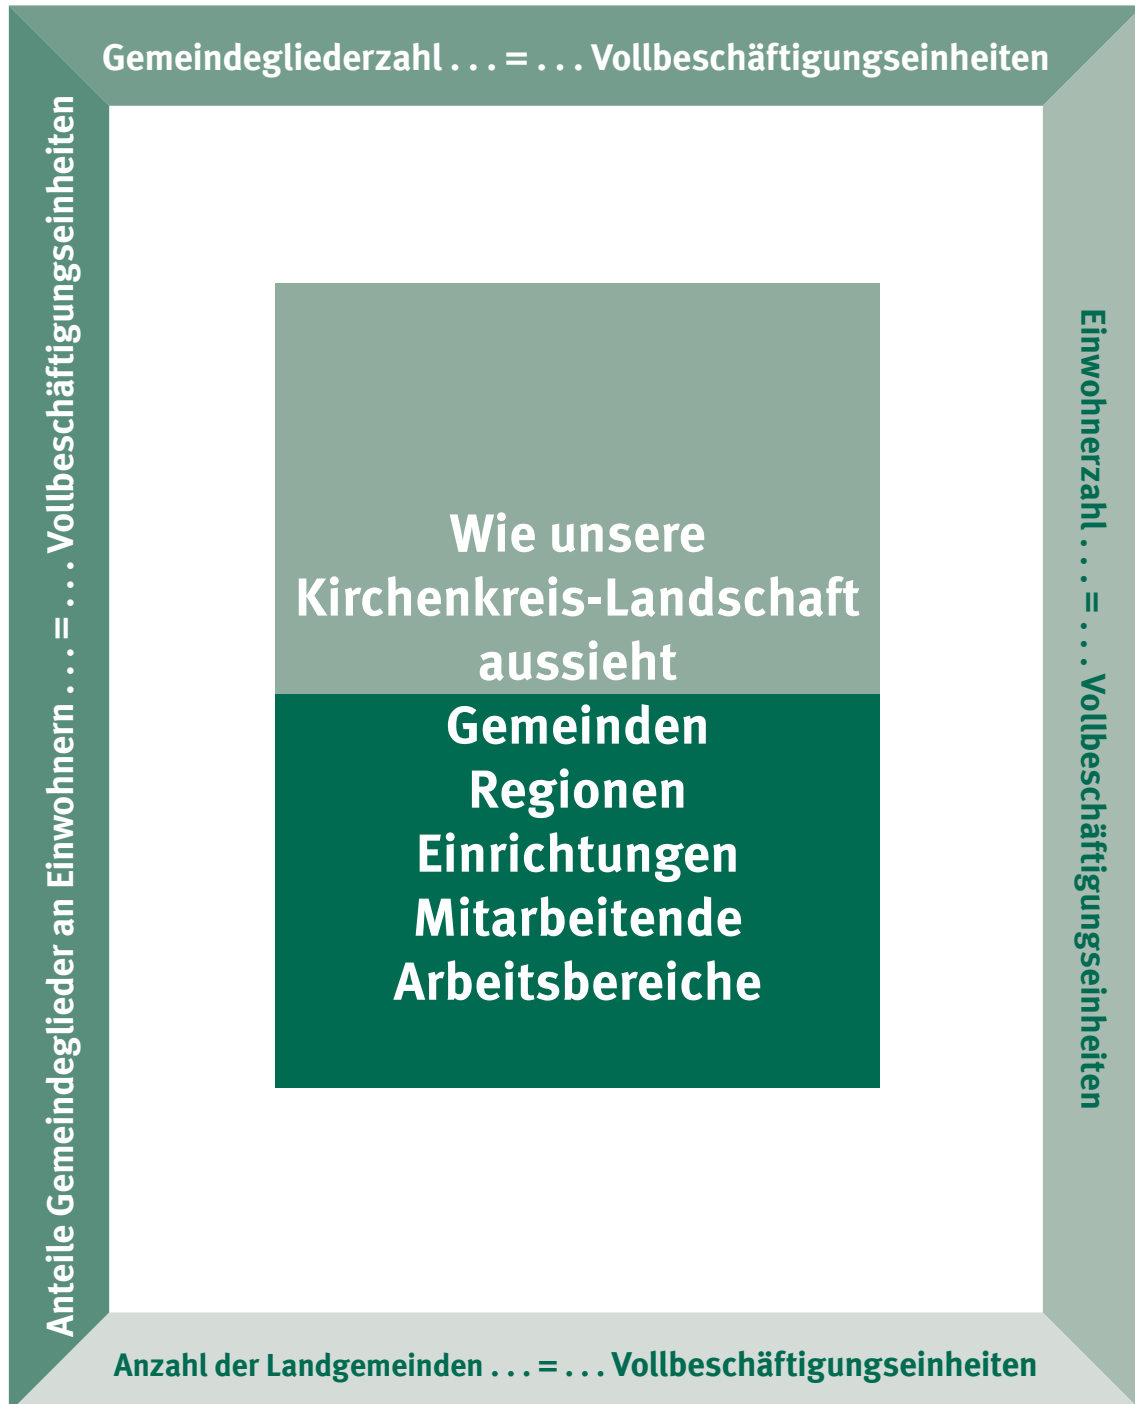 Gemeindegliederzahl . . . = . . . Vollbeschäftigungseinheiten
Anteile Gemeindeglieder an Einwohnern . . . = . . . Vollbeschäftigungseinheiten
Wie unsere
Kirchenkreis-Landschaft
aussieht
Gemeinden
Regionen
Einrichtungen
Mitarbeitende
Arbeitsbereiche
Einwohnerzahl . . . = . . . Vollbeschäftigungseinheiten
Anzahl der Landgemeinden . . . = . . . Vollbeschäftigungseinheiten